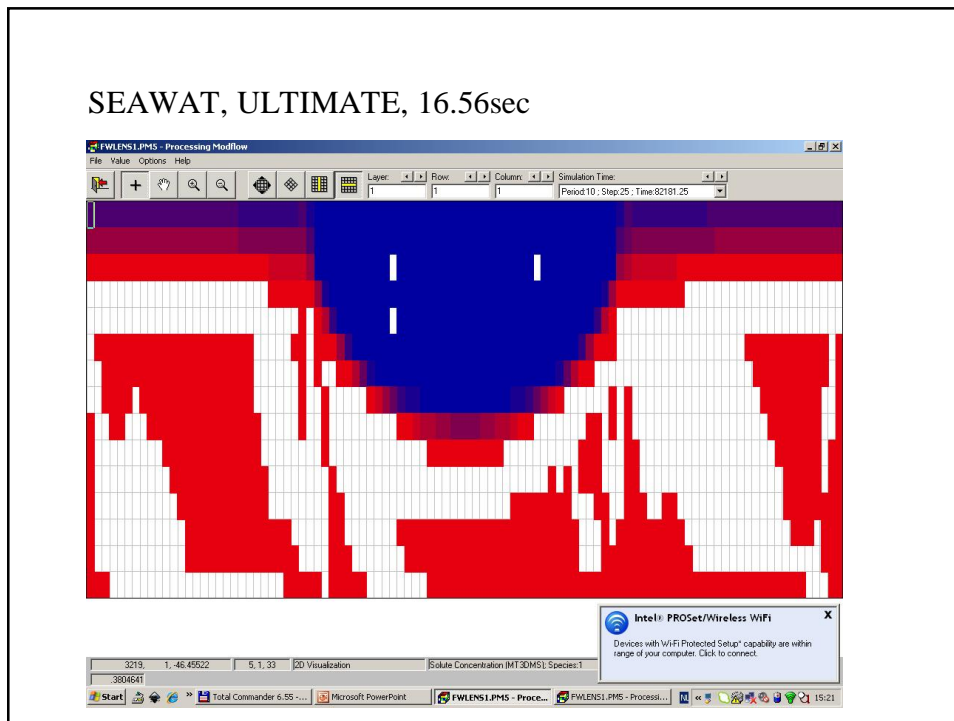 SEAWAT, ULTIMATE, 16.56sec
FWLENS1.PM5 - Processing Modflow
File Value Options Help
Layer: Row: Column: Simulation Time:
1 1 1 Period:10 ; Step:25 ; Time:82181.25
Intel® PROSet/Wireless WiFi X
Devices with Wi-Fi Protected Setup* capability are within
range of your computer. Click to connect.
3219, 1, -46.45522 5, 1, 33 2D Visualization Solute Concentration (MT3DMS); Species:1
.3804641
Start » Total Commander 6.55 -... Microsoft PowerPoint FWLENS1.PM5 - Proce... FWLENS1.PM5 - Processi... N « 15:21